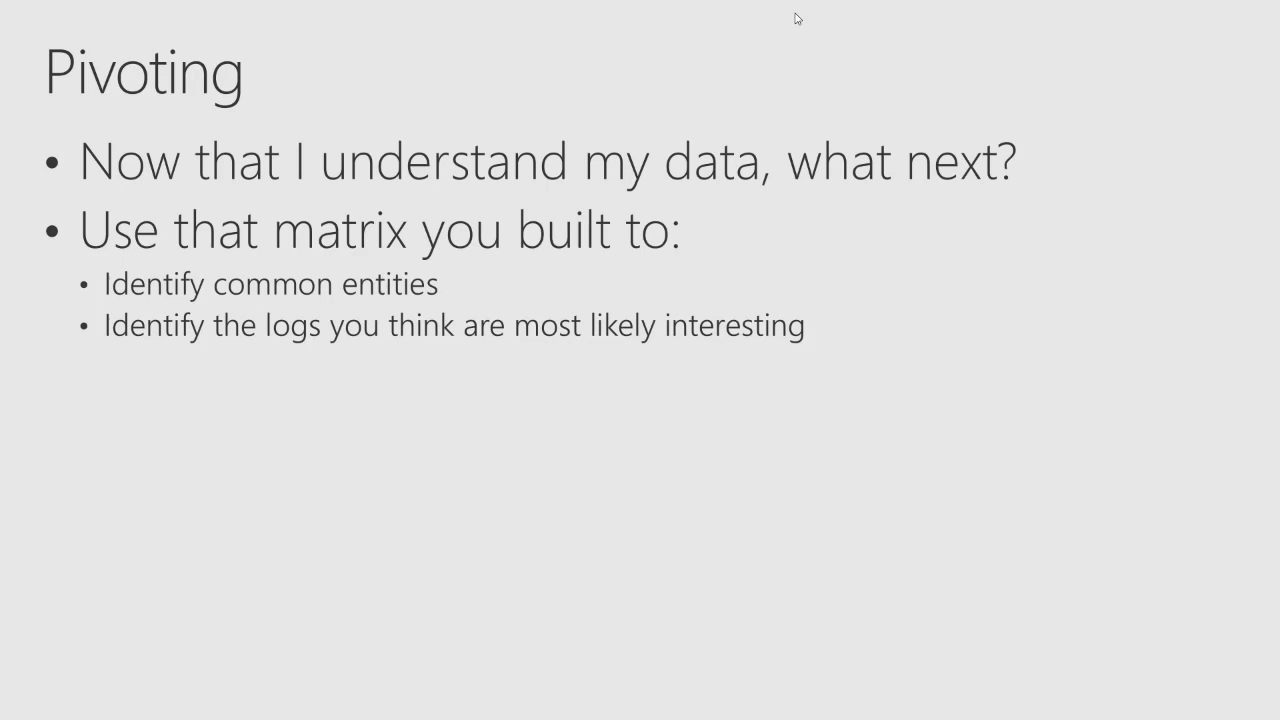 Pivoting
• Now that I understand my data, what next?
• Use that matrix you built to:
• Identify common entities
• Identify the logs you think are most likely interesting